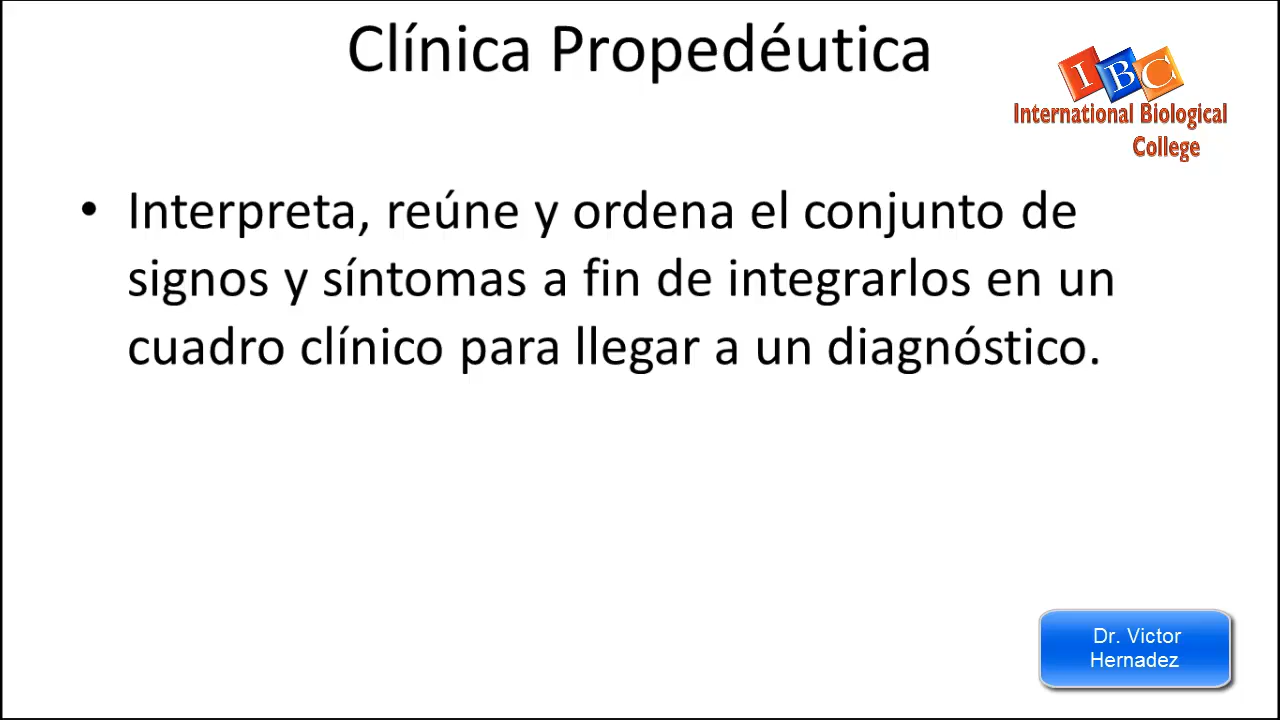 Clínica Propedéutica
IBC
International Biological
College
• Interpreta, reúne y ordena el conjunto de
signos y síntomas a fin de integrarlos en un
cuadro clínico para llegar a un diagnóstico.
Dr. Victor
Hernadez